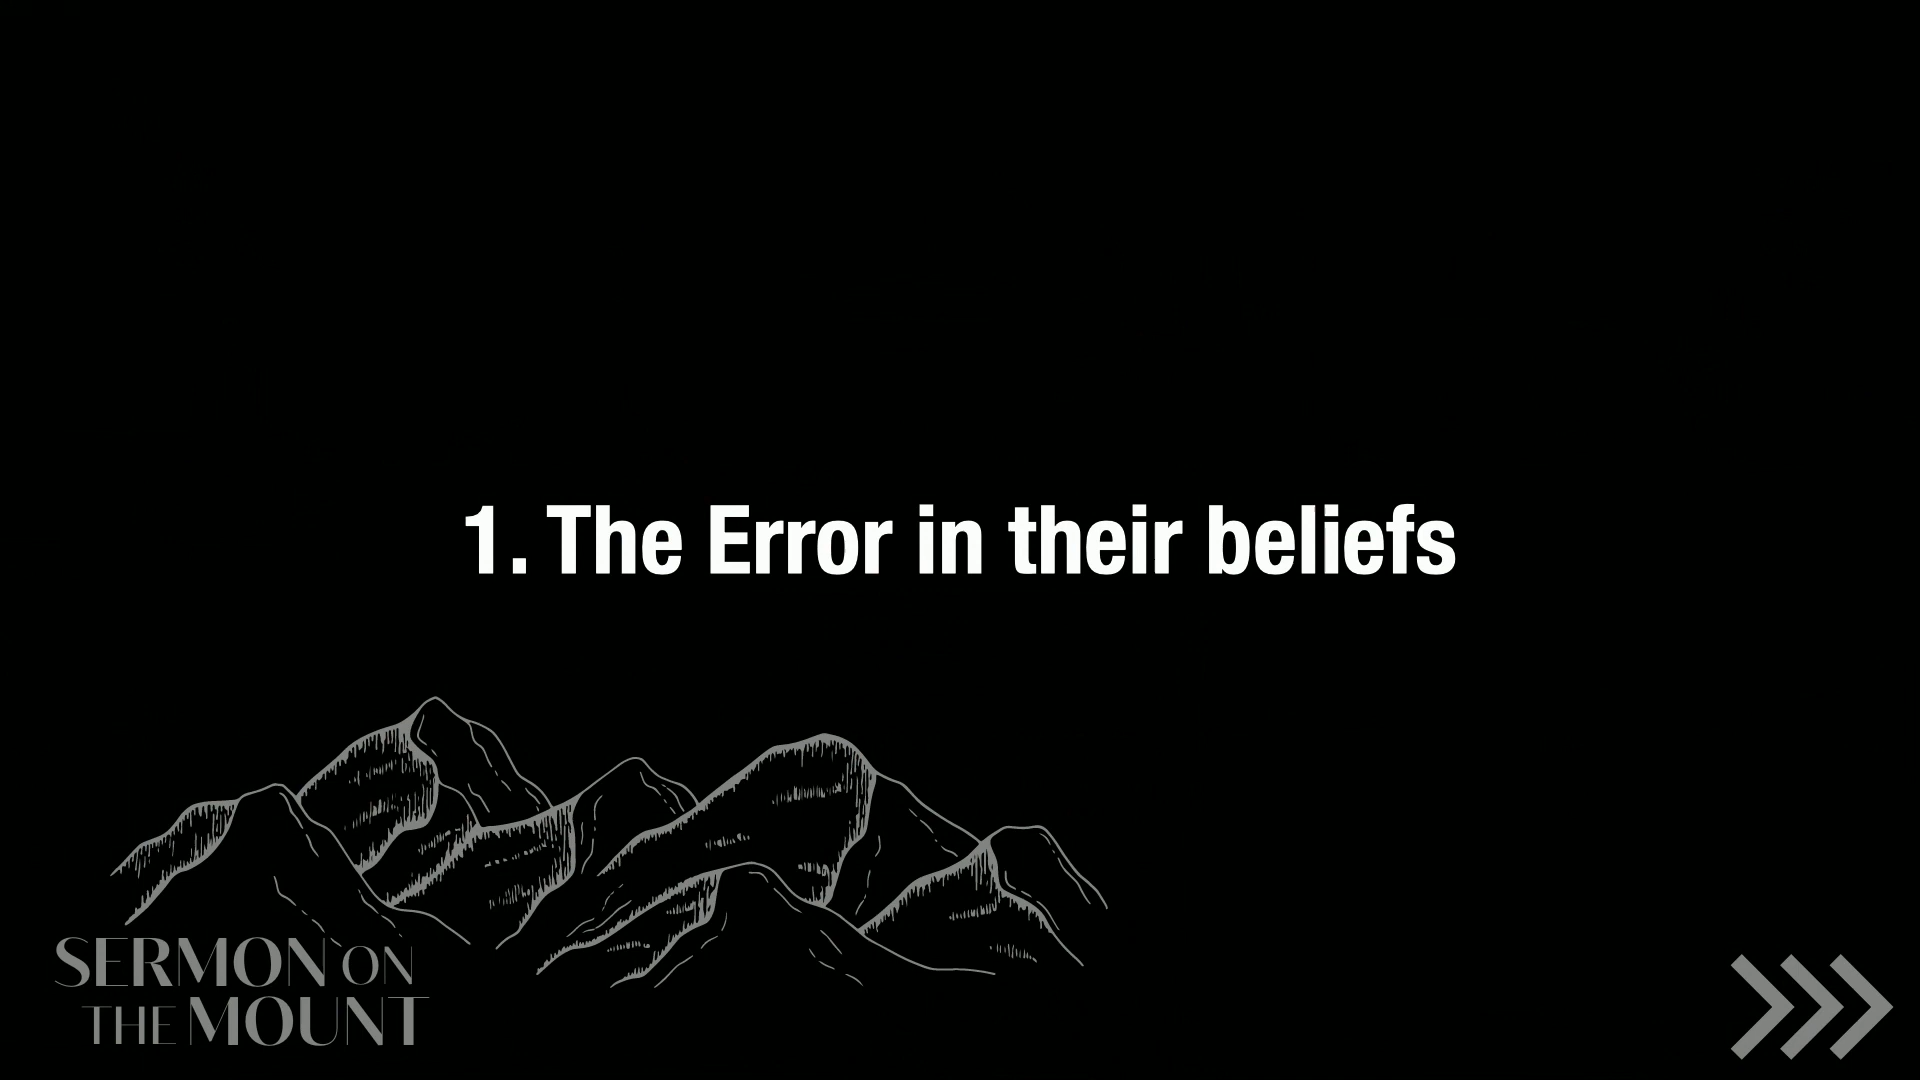 1. The Error in their beliefs
SERMON ON
THE MOUNT